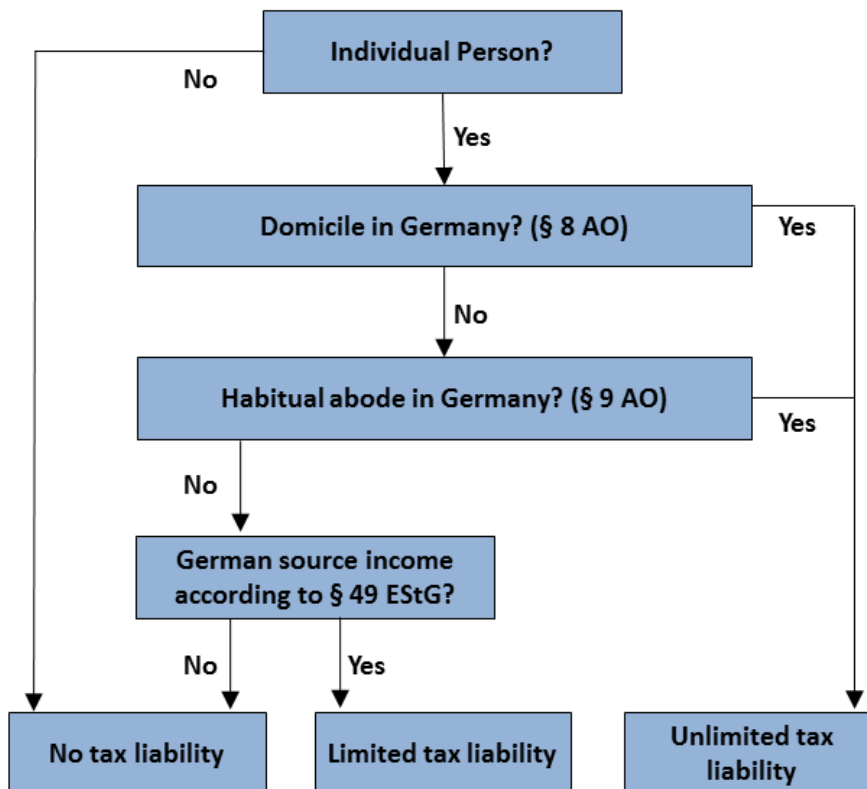 Individual Person?
No
Yes
Domicile in Germany? (§ 8 AO)
Yes
No
Habitual abode in Germany? (§ 9 AO)
Yes
No
German source income
according to § 49 EStG?
No
Yes
No tax liability
Limited tax liability
Unlimited tax
liability